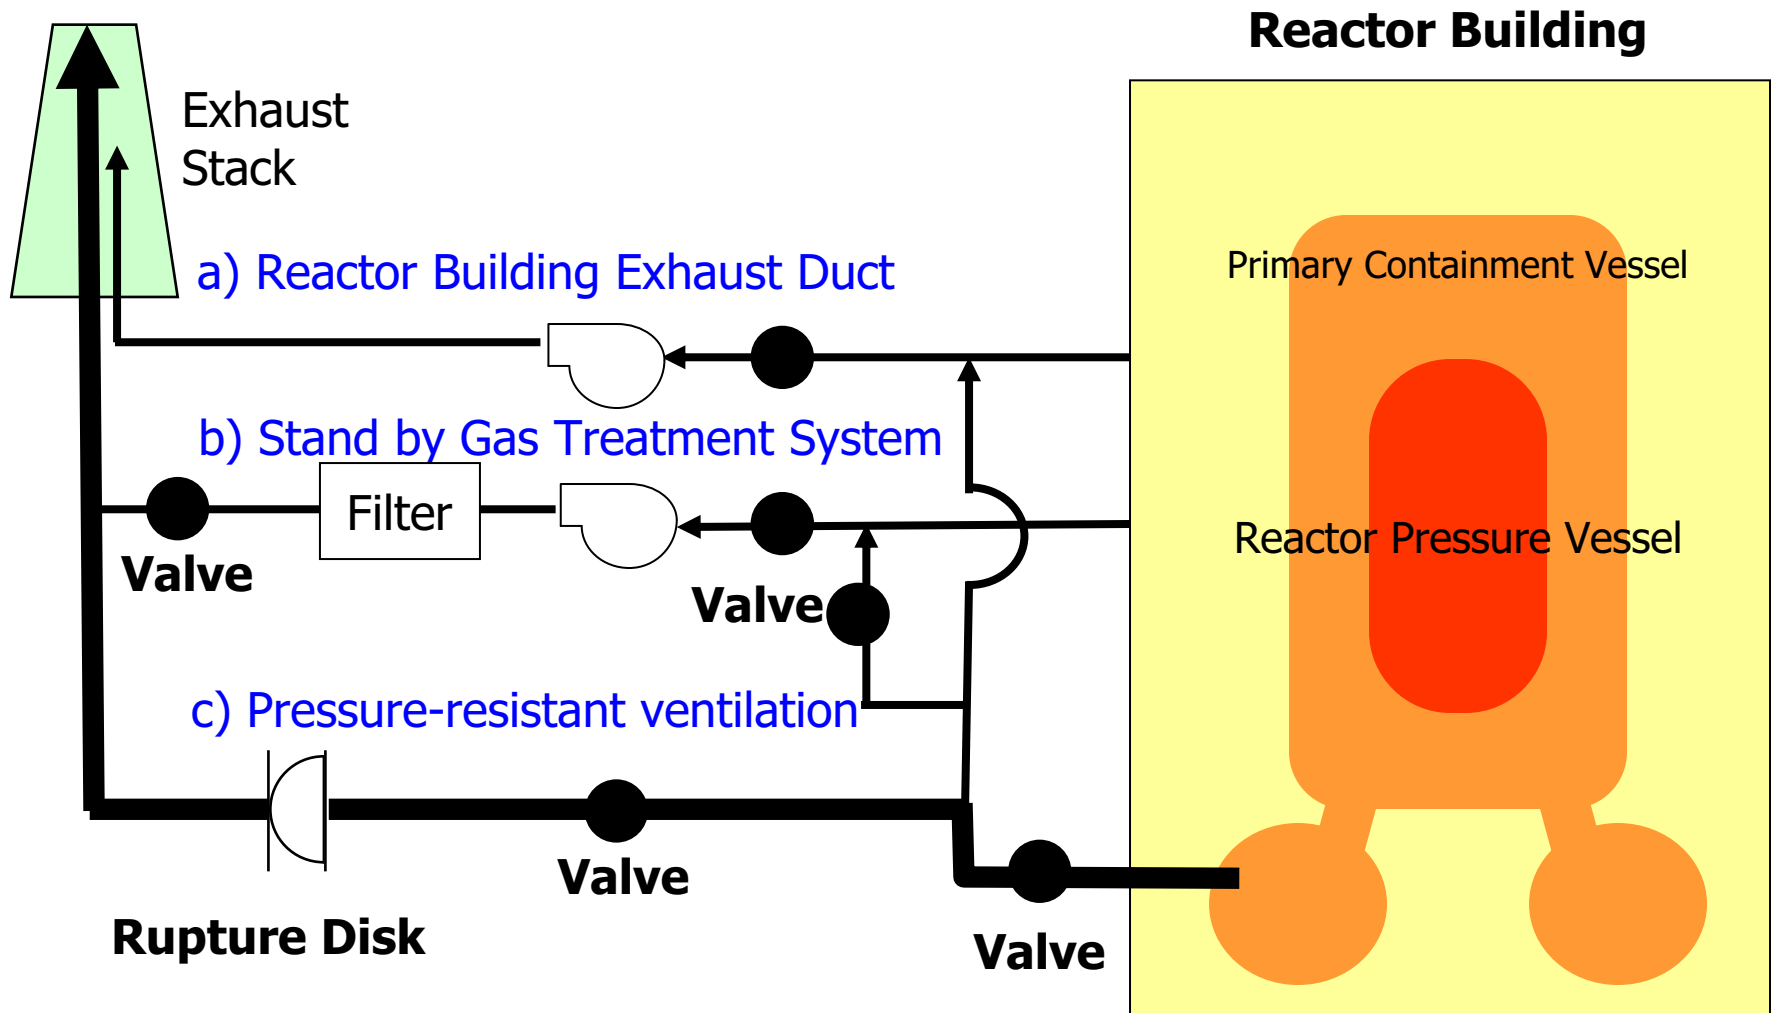 Reactor Building
Exhaust
Stack
a) Reactor Building Exhaust Duct
Primary Containment Vessel
b) Stand by Gas Treatment System
Filter
Reactor Pressure Vessel
Valve
Valve
c) Pressure-resistant ventilation
Valve
Rupture Disk
Valve